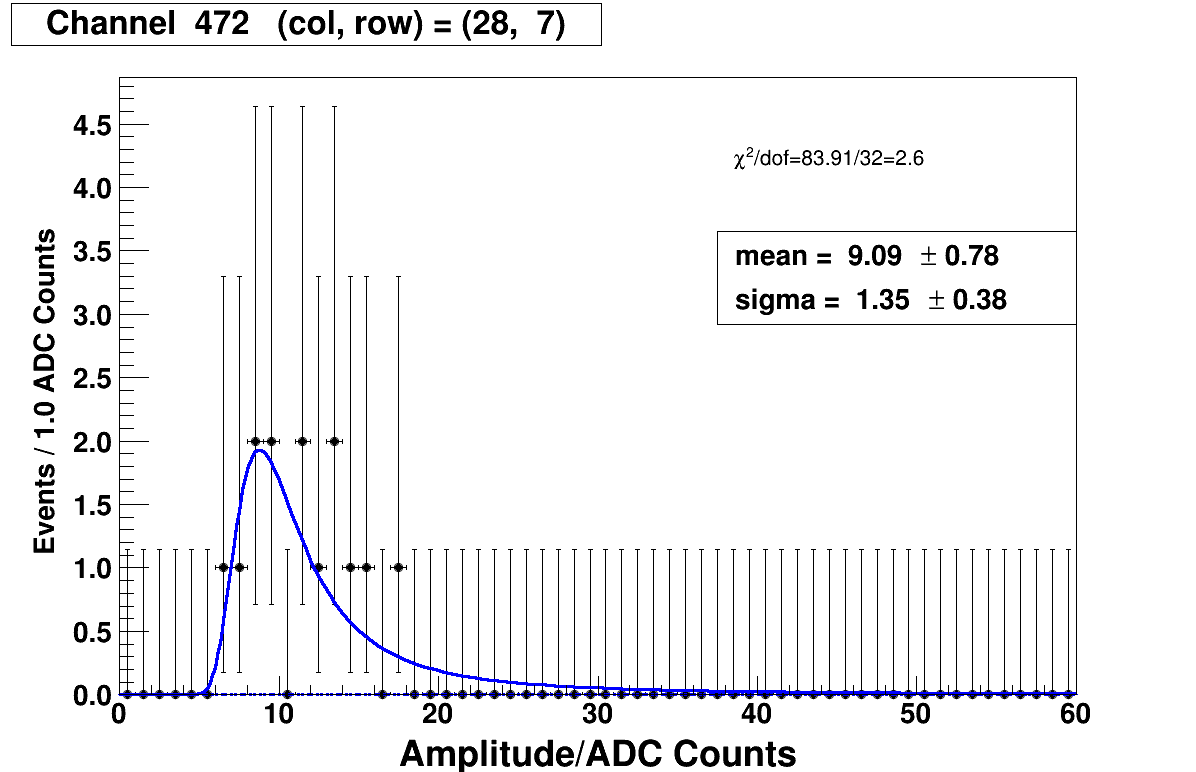 Channel 472 (col, row) = (28, 7)
4.5
4.0
3.5
3.0
2.5
2.0
1.5
1.0
0.5
0.0
Events / 1.0 ADC Counts
χ²/dof=83.91/32=2.6
mean = 9.09 ± 0.78
sigma = 1.35 ± 0.38
0 10 20 30 40 50 60
Amplitude/ADC Counts